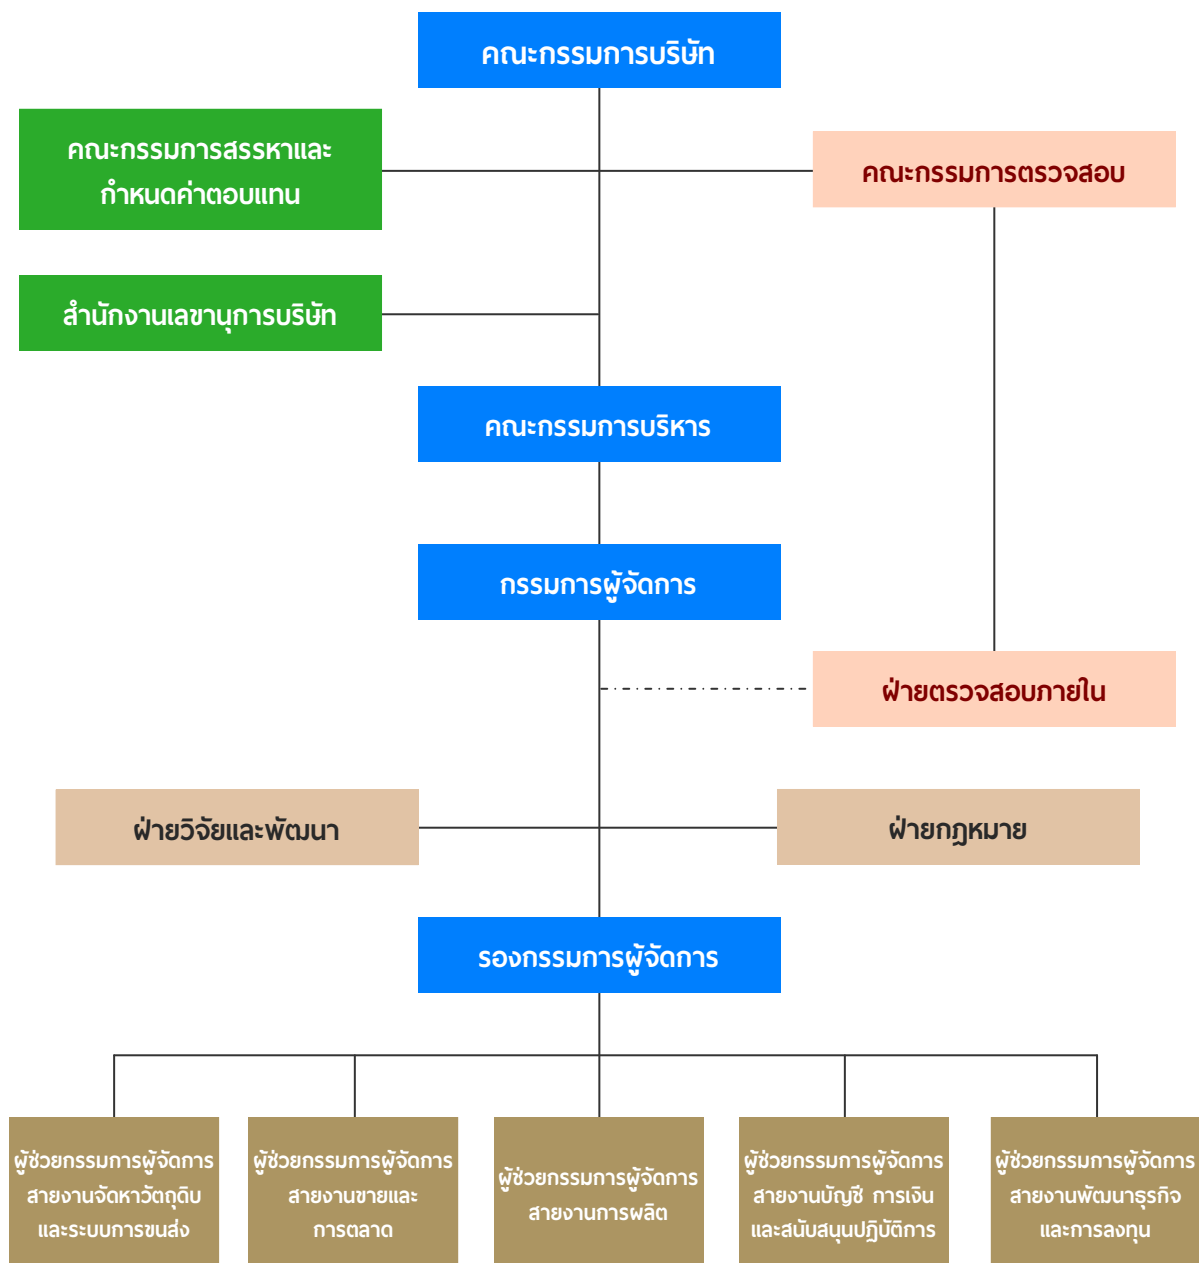 คณะกรรมการบริษัท
คณะกรรมการสรรหาและ
กำหนดค่าตอบแทน
คณะกรรมการตรวจสอบ
สำนักงานเลขานุการบริษัท
คณะกรรมการบริหาร
กรรมการผู้จัดการ
ฝ่ายตรวจสอบภายใน
ฝ่ายวิจัยและพัฒนา
ฝ่ายกฎหมาย
รองกรรมการผู้จัดการ
ผู้ช่วยกรรมการผู้จัดการ
สายงานจัดหาวัตถุดิบ
และระบบการขนส่ง
ผู้ช่วยกรรมการผู้จัดการ
สายงานขายและ
การตลาด
ผู้ช่วยกรรมการผู้จัดการ
สายงานการผลิต
ผู้ช่วยกรรมการผู้จัดการ
สายงานบัญชี การเงิน
และสนับสนุนปฏิบัติการ
ผู้ช่วยกรรมการผู้จัดการ
สายงานพัฒนาธุรกิจ
และการลงทุน